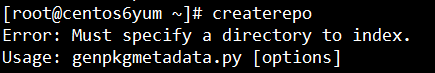 [root@centos6yum ~]# createrepo
Error: Must specify a directory to index.
Usage: genpkgmetadata.py [options]